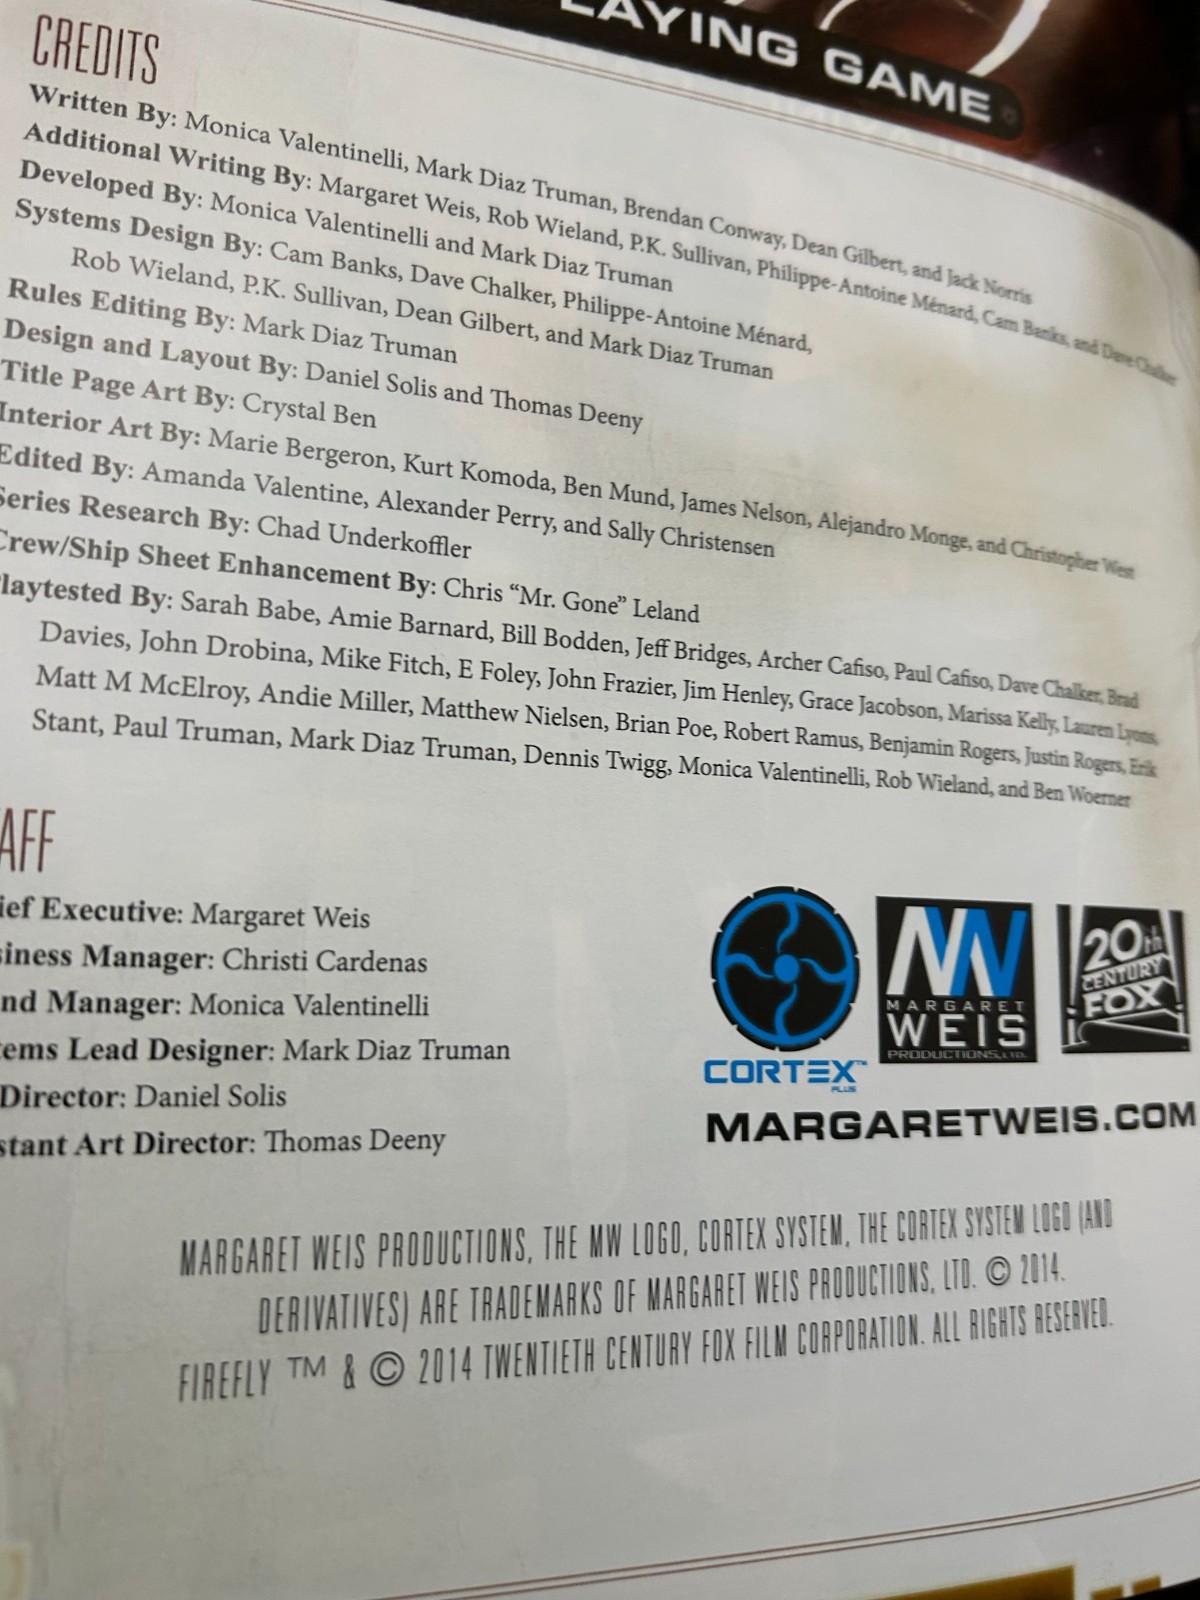 LAYING GAME
CREDITS
Written By: Monica Valentinelli, Mark Diaz Truman, Brendan Conway, Dean Gilbert, and Jack Norris
Additional Writing By: Margaret Weis, Rob Wieland, P.K. Sullivan, Philippe-Antoine Ménard, Cam Banks, and Dave Chalker
Developed By: Monica Valentinelli and Mark Diaz Truman
Systems Design By: Cam Banks, Dave Chalker, Philippe-Antoine Ménard,
Rob Wieland, P.K. Sullivan, Dean Gilbert, and Mark Diaz Truman
Rules Editing By: Mark Diaz Truman
Design and Layout By: Daniel Solis and Thomas Deeny
Title Page Art By: Crystal Ben
Interior Art By: Marie Bergeron, Kurt Komoda, Ben Mund, James Nelson, Alejandro Monge, and Christopher West
Edited By: Amanda Valentine, Alexander Perry, and Sally Christensen
Series Research By: Chad Underkoffler
Crew/Ship Sheet Enhancement By: Chris “Mr. Gone” Leland
laytested By: Sarah Babe, Amie Barnard, Bill Bodden, Jeff Bridges, Archer Cafiso, Paul Cafiso, Dave Chalker, Brad
Davies, John Drobina, Mike Fitch, E Foley, John Frazier, Jim Henley, Grace Jacobson, Marissa Kelly, Lauren Lyons,
Matt M McElroy, Andie Miller, Matthew Nielsen, Brian Poe, Robert Ramus, Benjamin Rogers, Justin Rogers, Erik
Stant, Paul Truman, Mark Diaz Truman, Dennis Twigg, Monica Valentinelli, Rob Wieland, and Ben Woerner
AFF
ief Executive: Margaret Weis
siness Manager: Christi Cardenas
nd Manager: Monica Valentinelli
tems Lead Designer: Mark Diaz Truman
Director: Daniel Solis
stant Art Director: Thomas Deeny
CORTEX™
PLUS
MW
MARGARET
WEIS
PRODUCTIONS, LTD.
20th
CENTURY
FOX
MARGARETWEIS.COM
MARGARET WEIS PRODUCTIONS, THE MW LOGO, CORTEX SYSTEM, THE CORTEX SYSTEM LOGO (AND
DERIVATIVES) ARE TRADEMARKS OF MARGARET WEIS PRODUCTIONS, LTD. © 2014.
FIREFLY TM & © 2014 TWENTIETH CENTURY FOX FILM CORPORATION. ALL RIGHTS RESERVED.